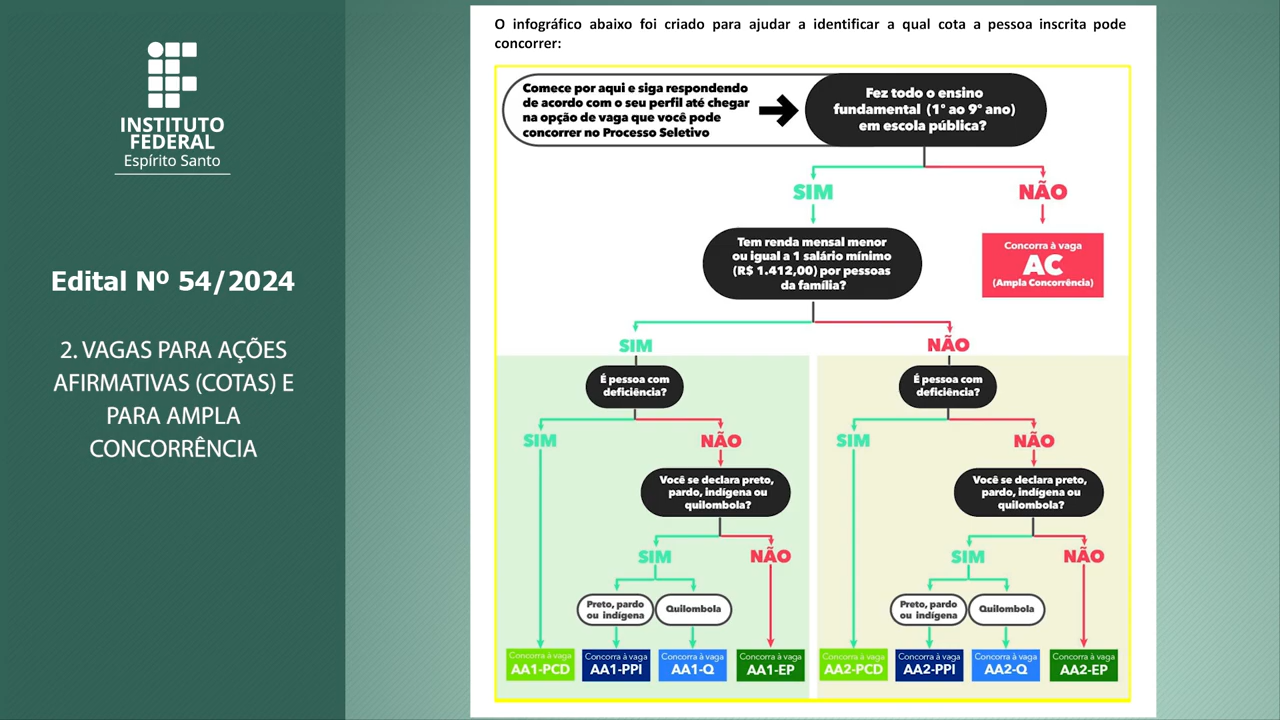 INSTITUTO
FEDERAL
Espírito Santo
Edital Nº 54/2024
2. VAGAS PARA AÇÕES
AFIRMATIVAS (COTAS) E
PARA AMPLA
CONCORRÊNCIA
O infográfico abaixo foi criado para ajudar a identificar a qual cota a pessoa inscrita pode
concorrer:
Comece por aqui e siga respondendo
de acordo com o seu perfil até chegar
na opção de vaga que você pode
concorrer no Processo Seletivo
Fez todo o ensino
fundamental (1º ao 9º ano)
em escola pública?
SIM
NÃO
Tem renda mensal menor
ou igual a 1 salário mínimo
(R$ 1.412,00) por pessoas
da família?
Concorra à vaga
AC
(Ampla Concorrência)
SIM
NÃO
É pessoa com
deficiência?
SIM
NÃO
Você se declara preto,
pardo, indígena ou
quilombola?
SIM
NÃO
Preto, pardo
ou indígena
Quilombola
Concorra à vaga
AA1-PCD
Concorra à vaga
AA1-PPI
Concorra à vaga
AA1-Q
Concorra à vaga
AA1-EP
É pessoa com
deficiência?
SIM
NÃO
Você se declara preto,
pardo, indígena ou
quilombola?
SIM
NÃO
Preto, pardo
ou indígena
Quilombola
Concorra à vaga
AA2-PCD
Concorra à vaga
AA2-PPI
Concorra à vaga
AA2-Q
Concorra à vaga
AA2-EP